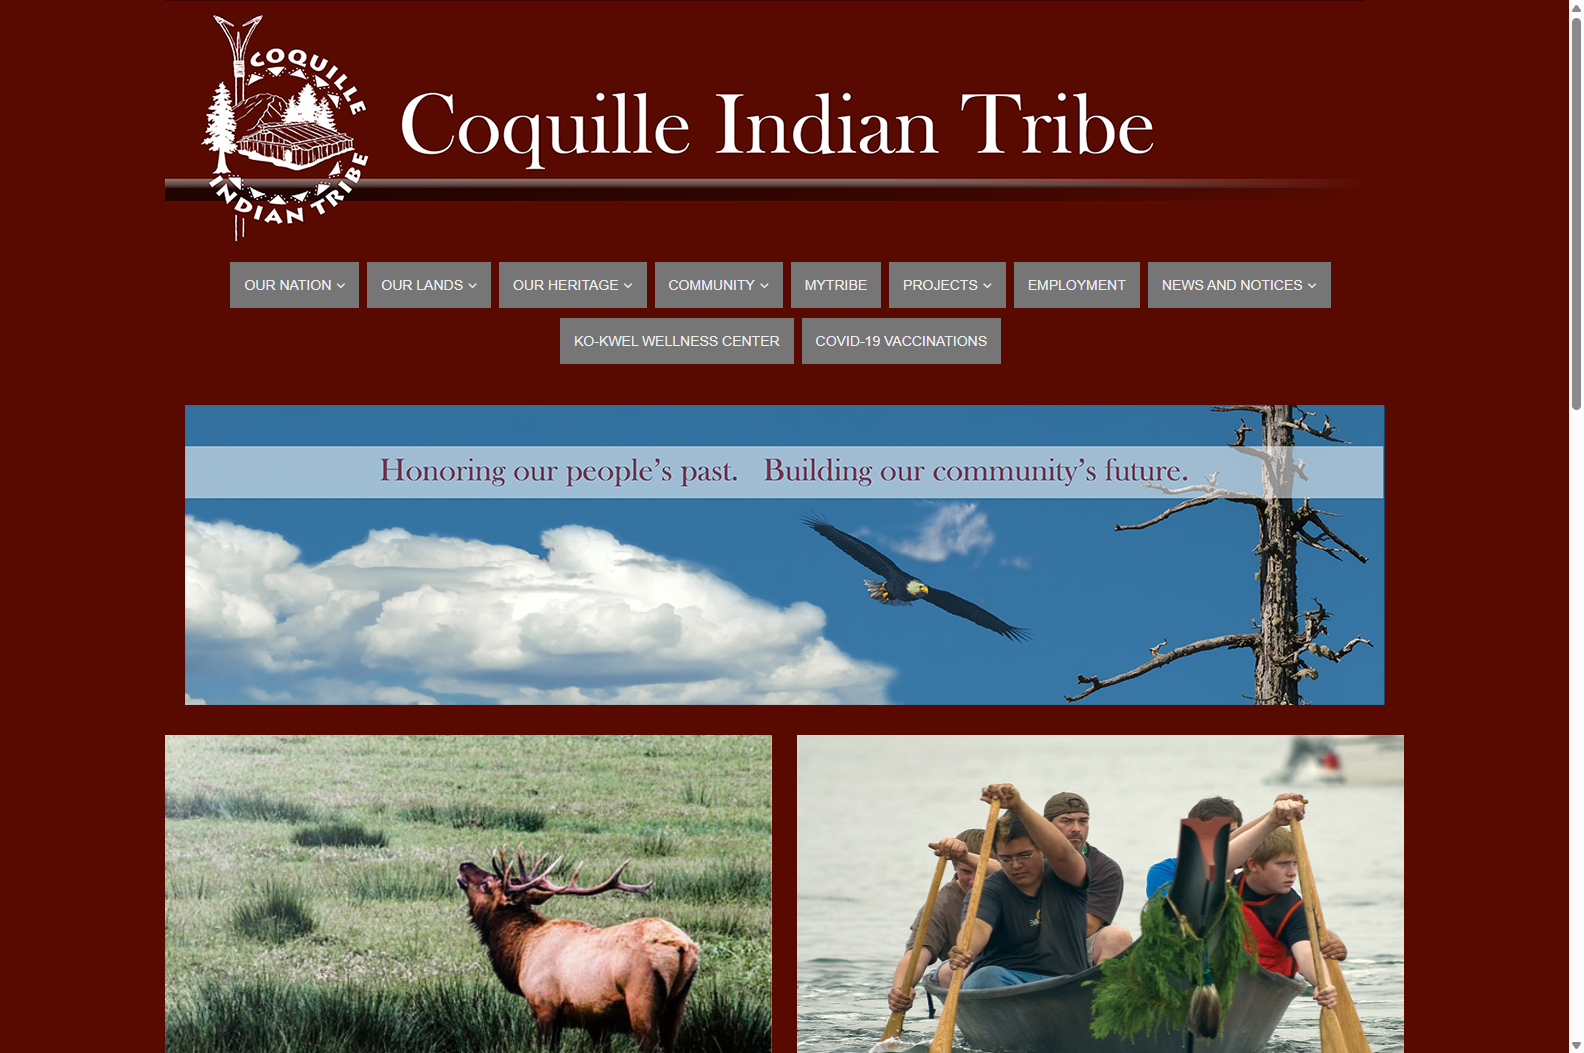 COQUILLE
INDIAN TRIBE
Coquille Indian Tribe
OUR NATION
OUR LANDS
OUR HERITAGE
COMMUNITY
MYTRIBE
PROJECTS
EMPLOYMENT
NEWS AND NOTICES
KO-KWEL WELLNESS CENTER
COVID-19 VACCINATIONS
Honoring our people's past. Building our community's future.